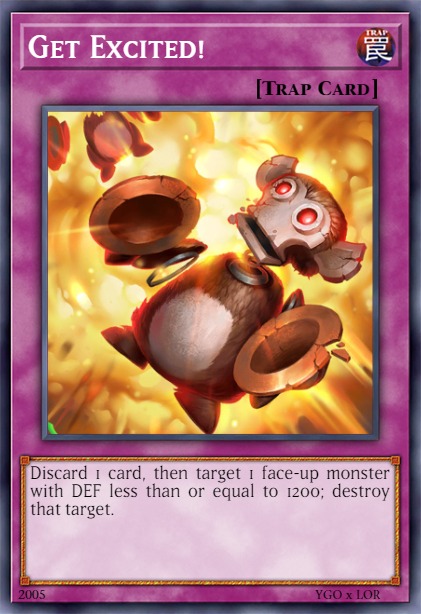 Get Excited!
TRAP
罠
[Trap Card]
Discard 1 card, then target 1 face-up monster
with DEF less than or equal to 1200; destroy
that target.
2005
YGO x LOR